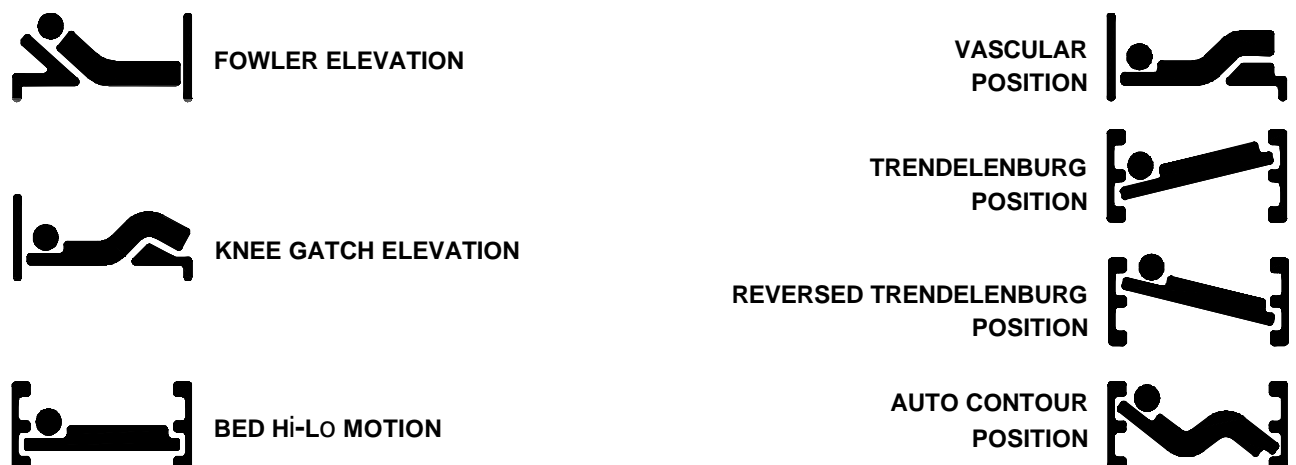 FOWLER ELEVATION
KNEE GATCH ELEVATION
BED Hi-Lo MOTION
VASCULAR
POSITION
TRENDELENBURG
POSITION
REVERSED TRENDELENBURG
POSITION
AUTO CONTOUR
POSITION